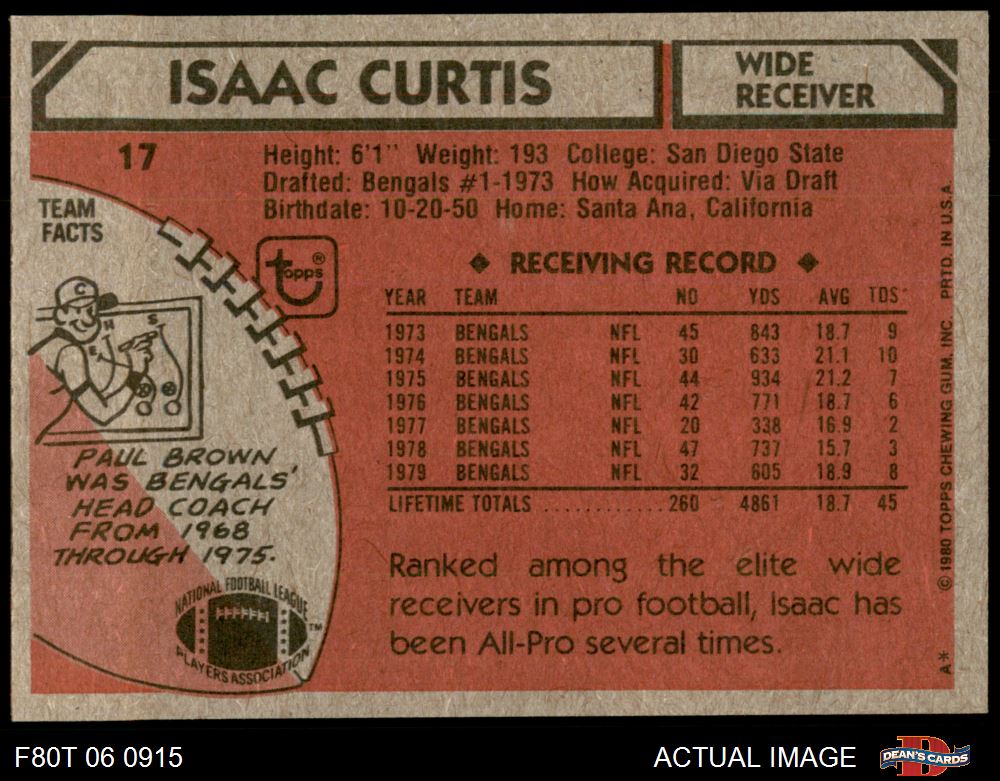 ISAAC CURTIS
WIDE
RECEIVER
17
Height: 6'1" Weight: 193 College: San Diego State
Drafted: Bengals #1-1973 How Acquired: Via Draft
Birthdate: 10-20-50 Home: Santa Ana, California
TEAM
FACTS
topps®
C
H
S
E
PAUL BROWN
WAS BENGALS'
HEAD COACH
FROM 1968
THROUGH 1975.
NATIONAL FOOTBALL LEAGUE
PLAYERS ASSOCIATION
TM
◆ RECEIVING RECORD ◆
YEAR TEAM NO YDS AVG TDS
1973 BENGALS NFL 45 843 18.7 9
1974 BENGALS NFL 30 633 21.1 10
1975 BENGALS NFL 44 934 21.2 7
1976 BENGALS NFL 42 771 18.7 6
1977 BENGALS NFL 20 338 16.9 2
1978 BENGALS NFL 47 737 15.7 3
1979 BENGALS NFL 32 605 18.9 8
LIFETIME TOTALS ............ 260 4861 18.7 45
Ranked among the elite wide
receivers in pro football, Isaac has
been All-Pro several times.
A* © 1980 TOPPS CHEWING GUM, INC. PRTD. IN U.S.A.
F80T 06 0915
ACTUAL IMAGE
D
DEAN'S CARDS